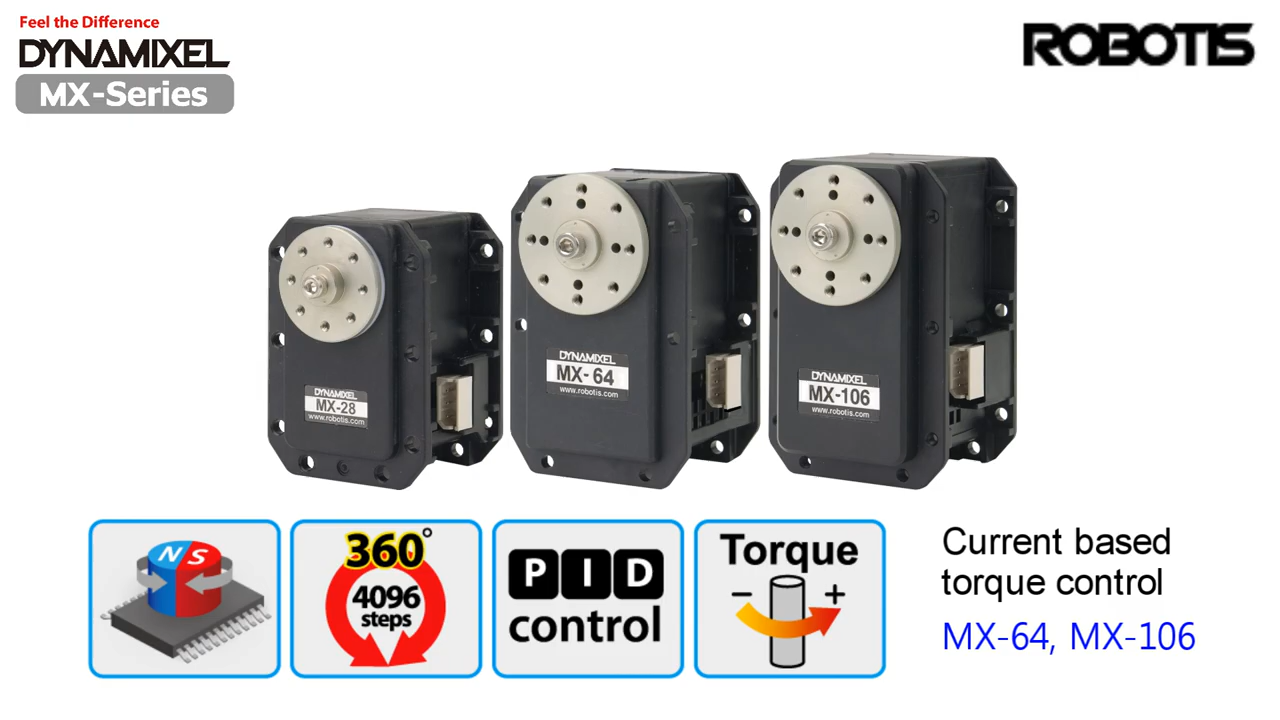 Feel the Difference
DYNAMIXEL
MX-Series
ROBOTIS
DYNAMIXEL
MX-28
www.robotis.com
DYNAMIXEL
MX-64
www.robotis.com
DYNAMIXEL
MX-106
www.robotis.com
N S
360°
4096
steps
PID
control
Torque
- +
Current based
torque control
MX-64, MX-106